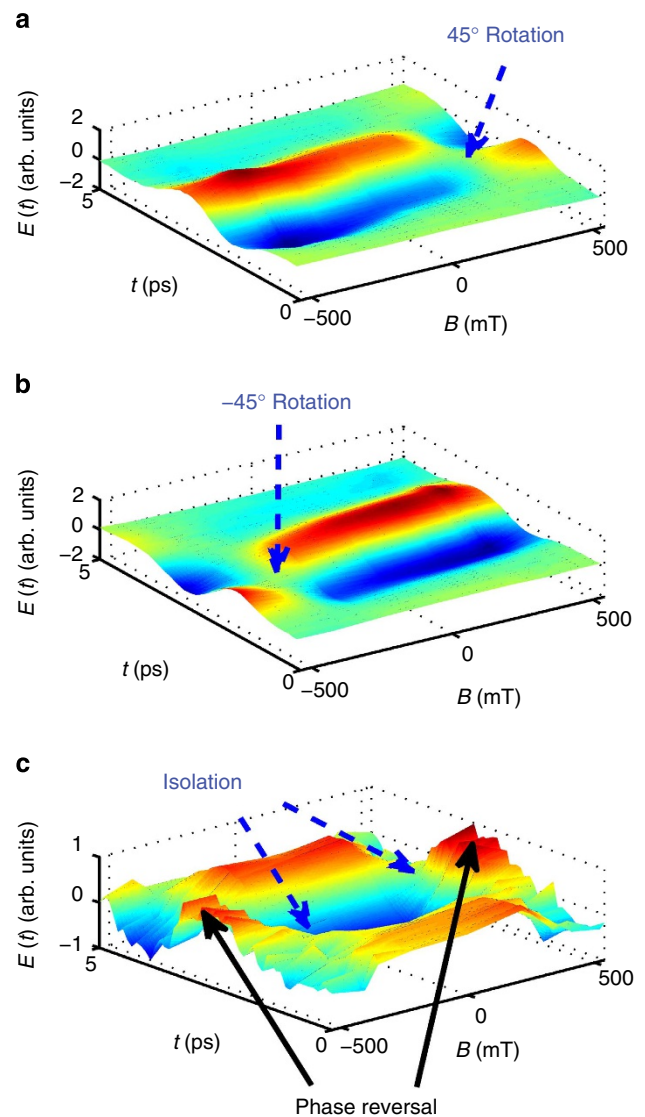 a
45° Rotation
E (t) (arb. units)
2
0
−2
5
t (ps)
0
−500
0
500
B (mT)
b
−45° Rotation
E (t) (arb. units)
2
0
−2
5
t (ps)
0
−500
0
500
B (mT)
c
Isolation
E (t) (arb. units)
1
0
−1
5
t (ps)
0
−500
0
500
B (mT)
Phase reversal